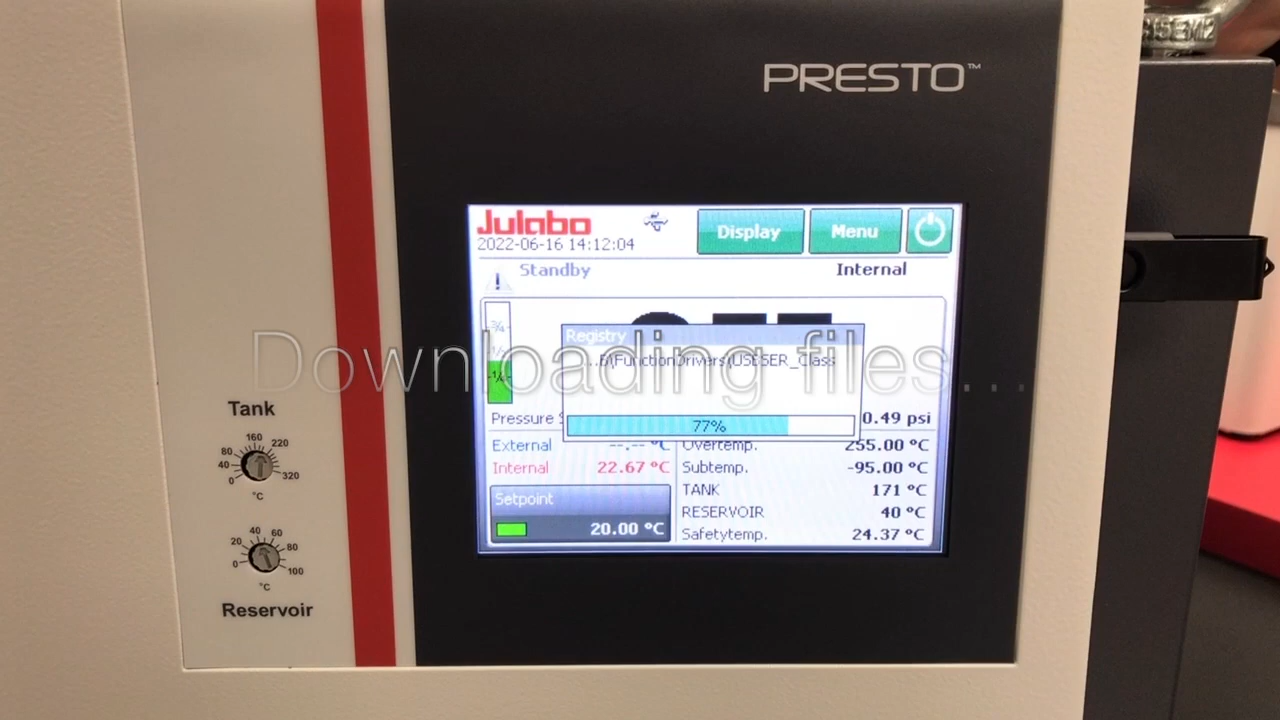 PRESTO™
Julabo
Display
Menu
2022-06-16 14:12:04
Standby
Internal
Registry
Downloading files...
Pressure
0.49 psi
77%
External --.-- °C
Internal 22.67 °C
Setpoint
20.00 °C
Overtemp. 255.00 °C
Subtemp. -95.00 °C
TANK 171 °C
RESERVOIR 40 °C
Safetytemp. 24.37 °C
Tank
0 40 80 160 220 320
°C
0 20 40 60 80 100
°C
Reservoir